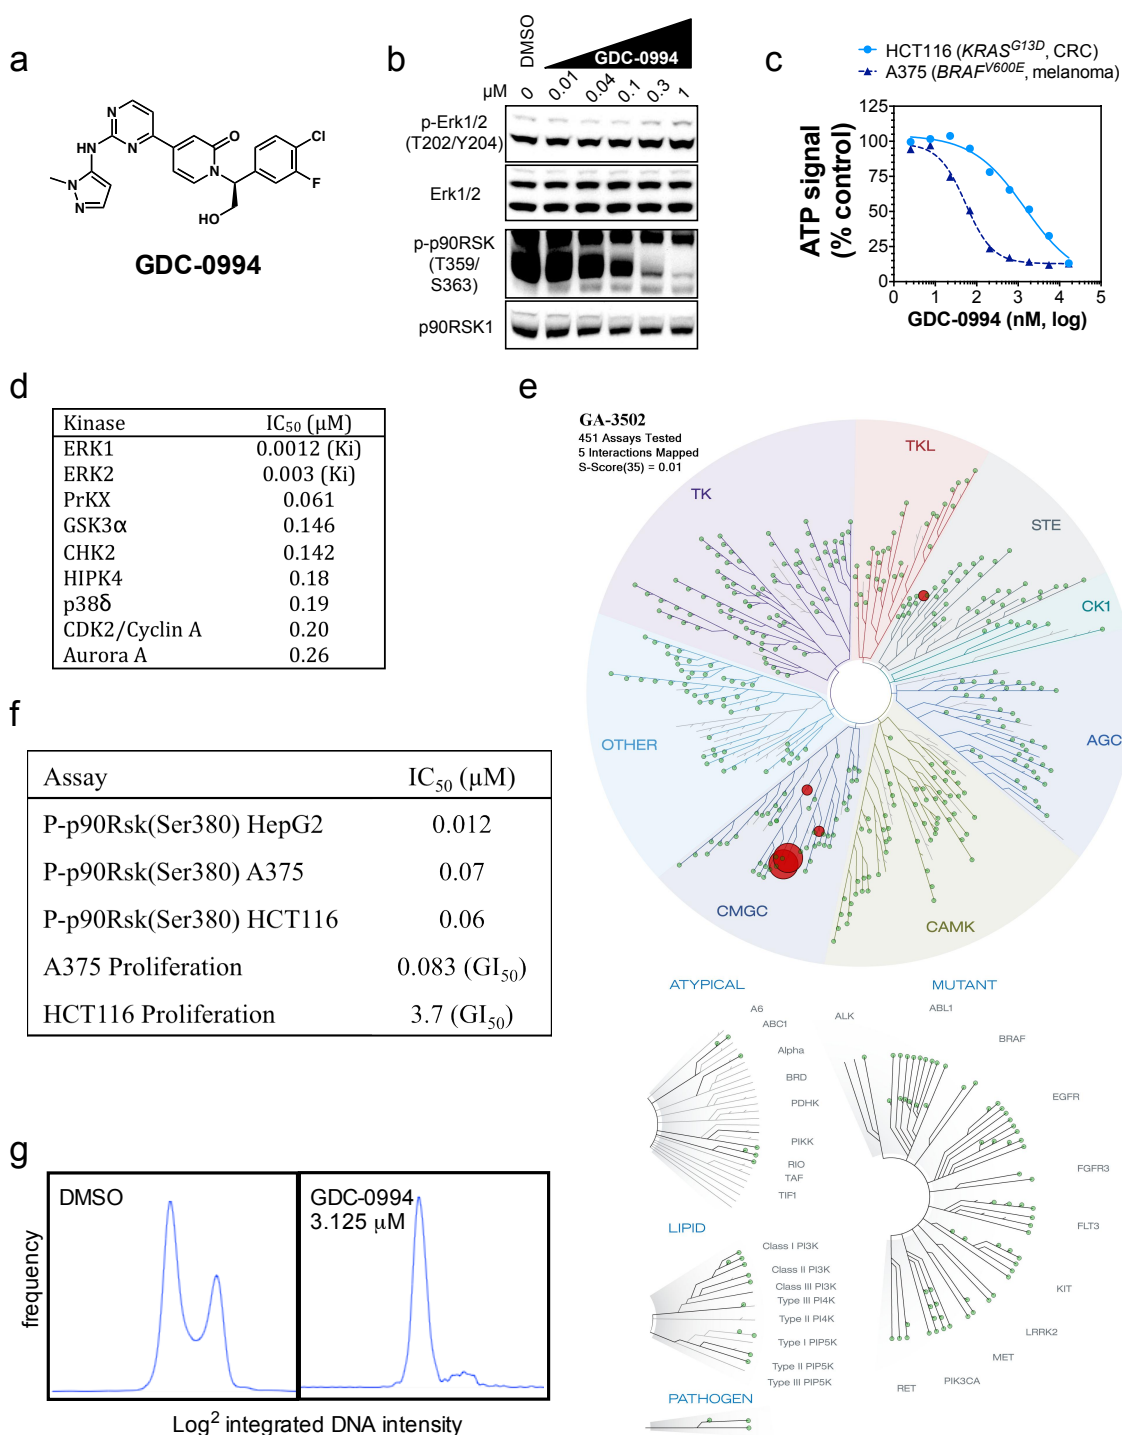 a
N
N
NH
N
N
N
O
Cl
F
HO
GDC-0994
b
DMSO
GDC-0994
µM
0
0.01
0.04
0.1
0.3
1
p-Erk1/2
(T202/Y204)
Erk1/2
p-p90RSK
(T359/
S363)
p90RSK1
c
HCT116 (KRAS^G13D, CRC)
A375 (BRAF^V600E, melanoma)
ATP signal
(% control)
125
100
75
50
25
0
0 1 2 3 4 5
GDC-0994 (nM, log)
d
Kinase IC₅₀ (µM)
ERK1 0.0012 (Ki)
ERK2 0.003 (Ki)
PrKX 0.061
GSK3α 0.146
CHK2 0.142
HIPK4 0.18
p38δ 0.19
CDK2/Cyclin A 0.20
Aurora A 0.26
e
GA-3502
451 Assays Tested
5 Interactions Mapped
S-Score(35) = 0.01
TK
TKL
STE
CK1
AGC
CAMK
CMGC
OTHER
ATYPICAL
A6
ABC1
Alpha
BRD
PDHK
PIKK
RIO
TAF
TIF1
MUTANT
ALK
ABL1
BRAF
EGFR
FGFR3
FLT3
KIT
LRRK2
MET
PIK3CA
RET
LIPID
Class I PI3K
Class II PI3K
Class III PI3K
Type III PI4K
Type II PI4K
Type I PIP5K
Type II PIP5K
Type III PIP5K
PATHOGEN
f
Assay IC₅₀ (µM)
P-p90Rsk(Ser380) HepG2 0.012
P-p90Rsk(Ser380) A375 0.07
P-p90Rsk(Ser380) HCT116 0.06
A375 Proliferation 0.083 (GI₅₀)
HCT116 Proliferation 3.7 (GI₅₀)
g
DMSO
GDC-0994
3.125 µM
frequency
Log² integrated DNA intensity